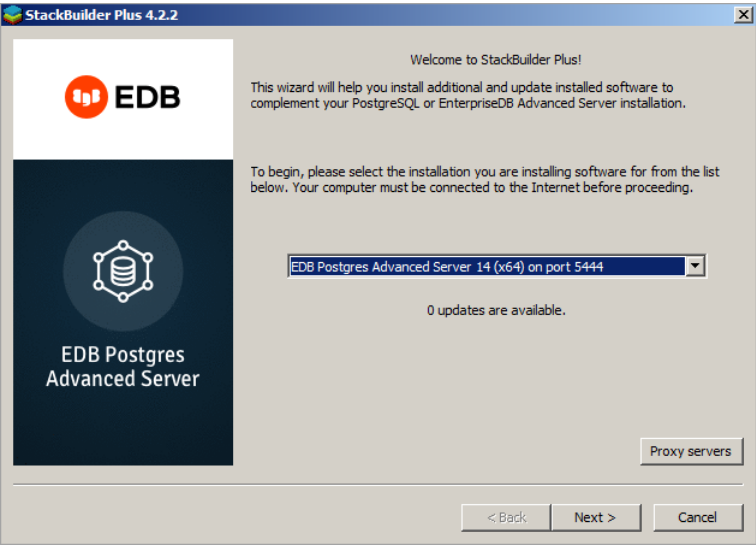 StackBuilder Plus 4.2.2
EDB
EDB Postgres
Advanced Server
Welcome to StackBuilder Plus!
This wizard will help you install additional and update installed software to
complement your PostgreSQL or EnterpriseDB Advanced Server installation.
To begin, please select the installation you are installing software for from the list
below. Your computer must be connected to the Internet before proceeding.
EDB Postgres Advanced Server 14 (x64) on port 5444
0 updates are available.
Proxy servers
< Back
Next >
Cancel